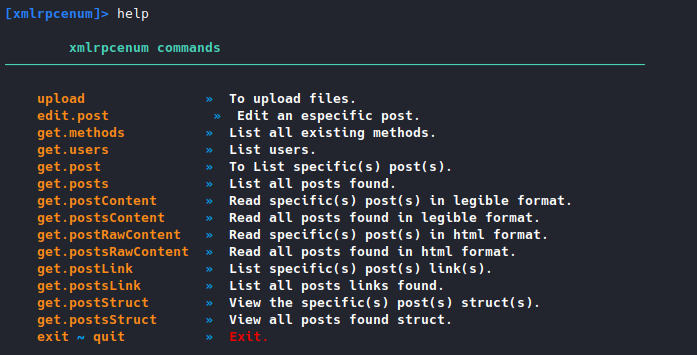 [xmlrpcenum]> help
xmlrpcenum commands
upload » To upload files.
edit.post » Edit an especific post.
get.methods » List all existing methods.
get.users » List users.
get.post » To List specific(s) post(s).
get.posts » List all posts found.
get.postContent » Read specific(s) post(s) in legible format.
get.postsContent » Read all posts found in legible format.
get.postRawContent » Read specific(s) post(s) in html format.
get.postsRawContent » Read all posts found in html format.
get.postLink » List specific(s) post(s) link(s).
get.postsLink » List all posts links found.
get.postStruct » View the specific(s) post(s) struct(s).
get.postsStruct » View all posts found struct.
exit ~ quit » Exit.